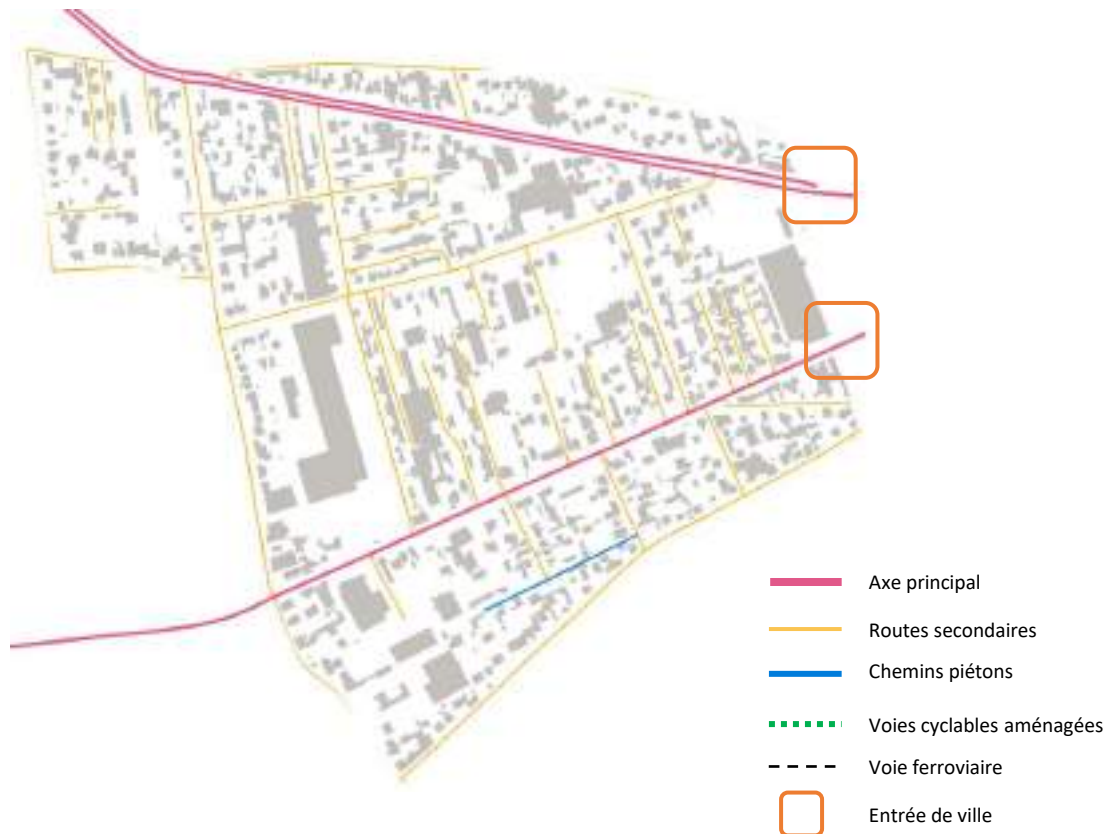 Axe principal
Routes secondaires
Chemins piétons
Voies cyclables aménagées
Voie ferroviaire
Entrée de ville